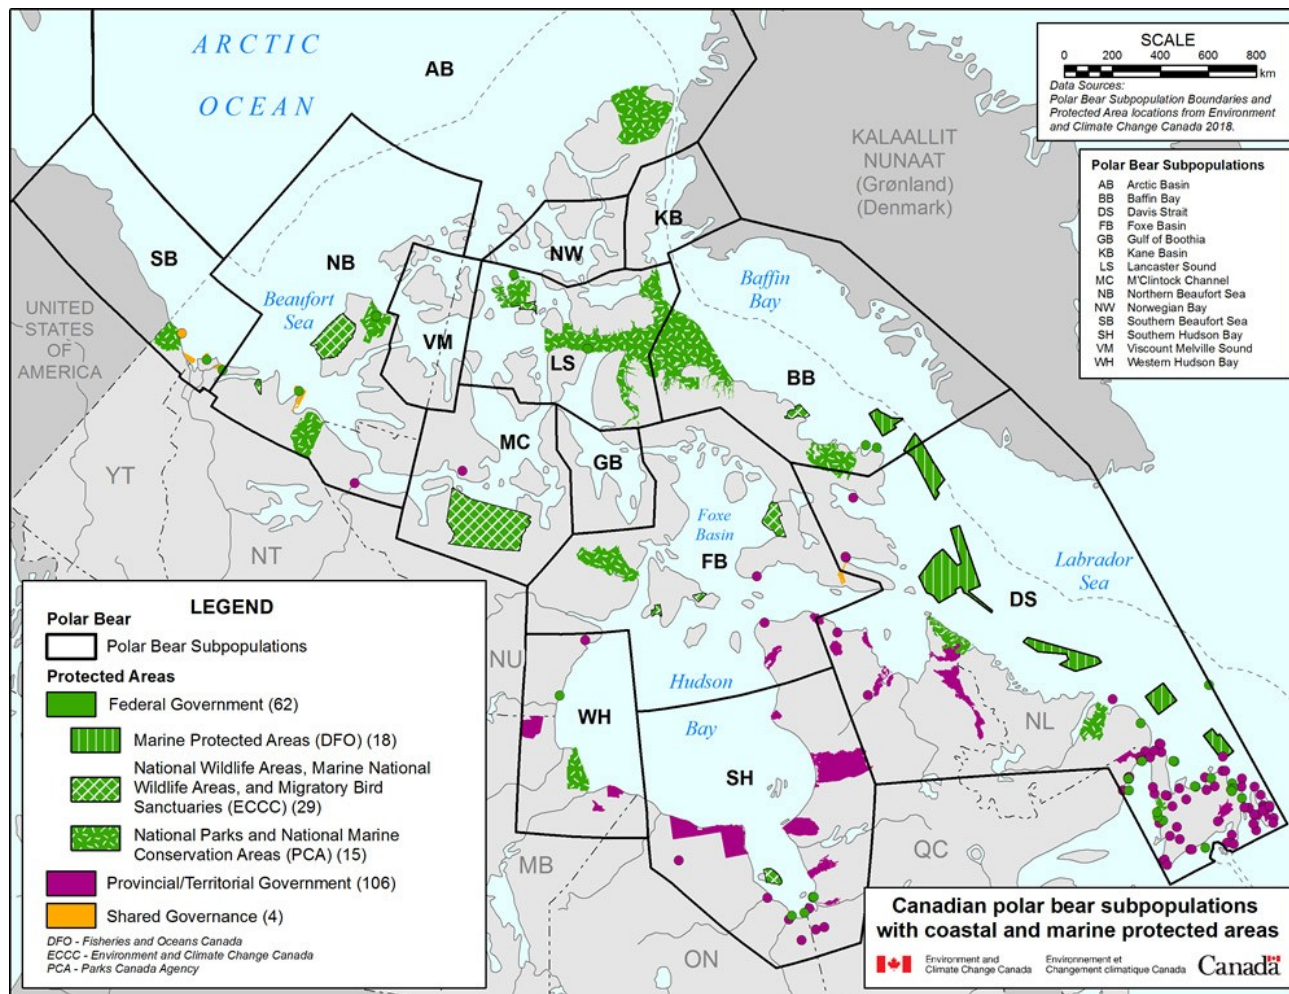 ARCTIC
OCEAN
AB
SCALE
0 200 400 600 800
km
Data Sources:
Polar Bear Subpopulation Boundaries and
Protected Area locations from Environment
and Climate Change Canada 2018.
KALAALLIT
NUNAAT
(Grønland)
(Denmark)
Polar Bear Subpopulations
AB Arctic Basin
BB Baffin Bay
DS Davis Strait
FB Foxe Basin
GB Gulf of Boothia
KB Kane Basin
LS Lancaster Sound
MC M'Clintock Channel
NB Northern Beaufort Sea
NW Norwegian Bay
SB Southern Beaufort Sea
SH Southern Hudson Bay
VM Viscount Melville Sound
WH Western Hudson Bay
KB
NW
SB
NB
Beaufort
Sea
Baffin
Bay
UNITED
STATES
OF
AMERICA
VM
LS
BB
MC
GB
YT
NT
Foxe
Basin
FB
Labrador
Sea
DS
NU
Hudson
Bay
WH
SH
NL
MB
ON
QC
LEGEND
Polar Bear
Polar Bear Subpopulations
Protected Areas
Federal Government (62)
Marine Protected Areas (DFO) (18)
National Wildlife Areas, Marine National
Wildlife Areas, and Migratory Bird
Sanctuaries (ECCC) (29)
National Parks and National Marine
Conservation Areas (PCA) (15)
Provincial/Territorial Government (106)
Shared Governance (4)
DFO - Fisheries and Oceans Canada
ECCC - Environment and Climate Change Canada
PCA - Parks Canada Agency
Canadian polar bear subpopulations
with coastal and marine protected areas
Environment and
Climate Change Canada
Environnement et
Changement climatique Canada
Canada